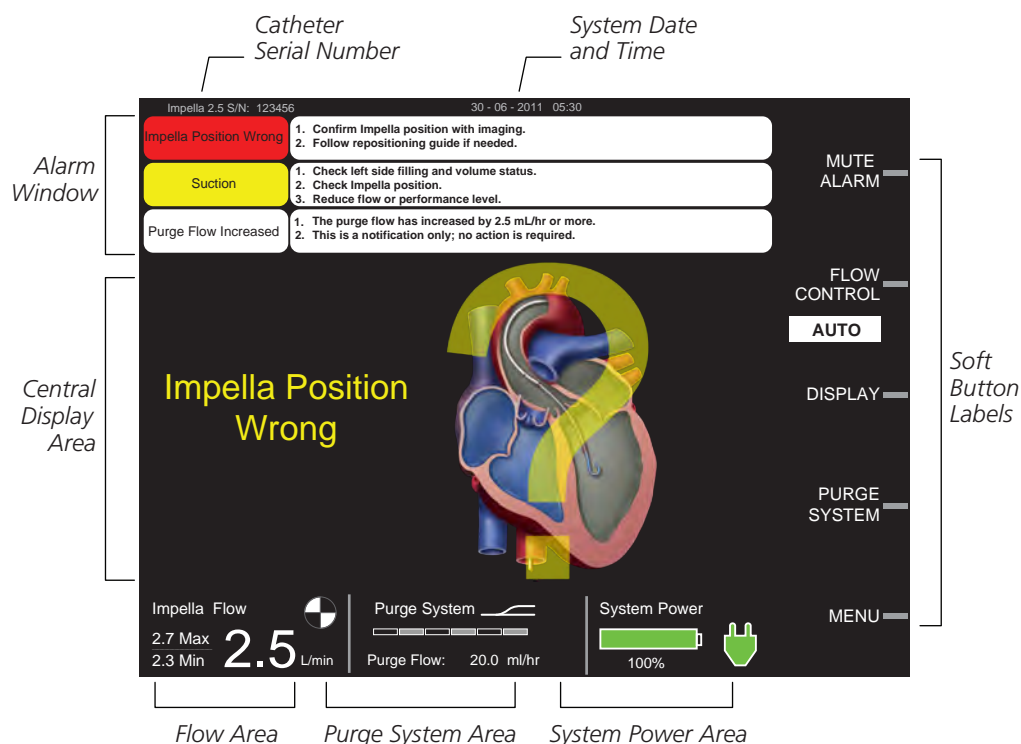 Catheter
Serial Number
System Date
and Time
Impella 2.5 S/N: 123456
30 - 06 - 2011 05:30
Alarm
Window
Impella Position Wrong
1. Confirm Impella position with imaging.
2. Follow repositioning guide if needed.
Suction
1. Check left side filling and volume status.
2. Check Impella position.
3. Reduce flow or performance level.
Purge Flow Increased
1. The purge flow has increased by 2.5 mL/hr or more.
2. This is a notification only; no action is required.
MUTE
ALARM
FLOW
CONTROL
AUTO
DISPLAY
PURGE
SYSTEM
MENU
Soft
Button
Labels
Central
Display
Area
Impella Position
Wrong
?
Impella Flow
2.7 Max
2.3 Min
2.5 L/min
Purge System
Purge Flow: 20.0 ml/hr
System Power
100%
Flow Area
Purge System Area
System Power Area